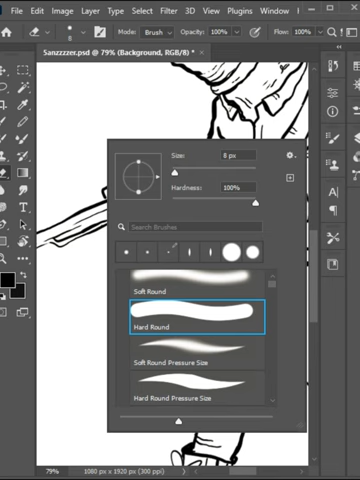 File Edit Image Layer Type Select Filter 3D View Plugins Window
Mode: Brush Opacity: 100% Flow: 100%
8
Sanzzzzer.psd @ 79% (Background, RGB/8) *
Size: 8 px
Hardness: 100%
Search Brushes
Soft Round
Hard Round
Soft Round Pressure Size
Hard Round Pressure Size
79% 1080 px x 1920 px (300 ppi)